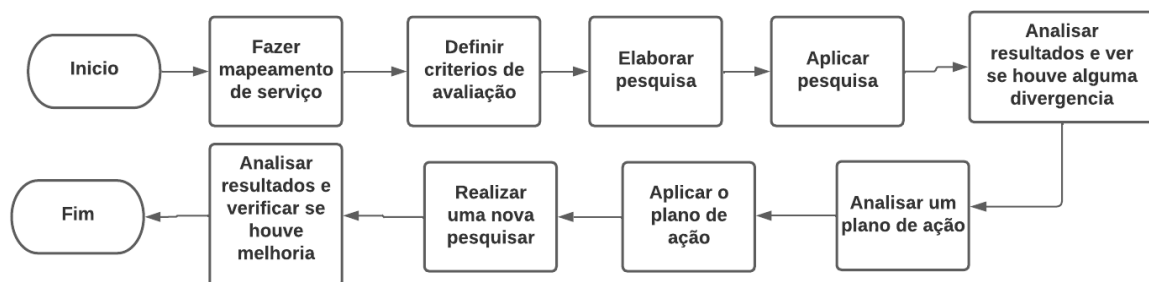 Inicio
Fazer
mapeamento
de serviço
Definir
criterios de
avaliação
Elaborar
pesquisa
Aplicar
pesquisa
Analisar
resultados e ver
se houve alguma
divergencia
Analisar um
plano de ação
Aplicar o
plano de
ação
Realizar
uma nova
pesquisar
Analisar
resultados e
verificar se
houve
melhoria
Fim